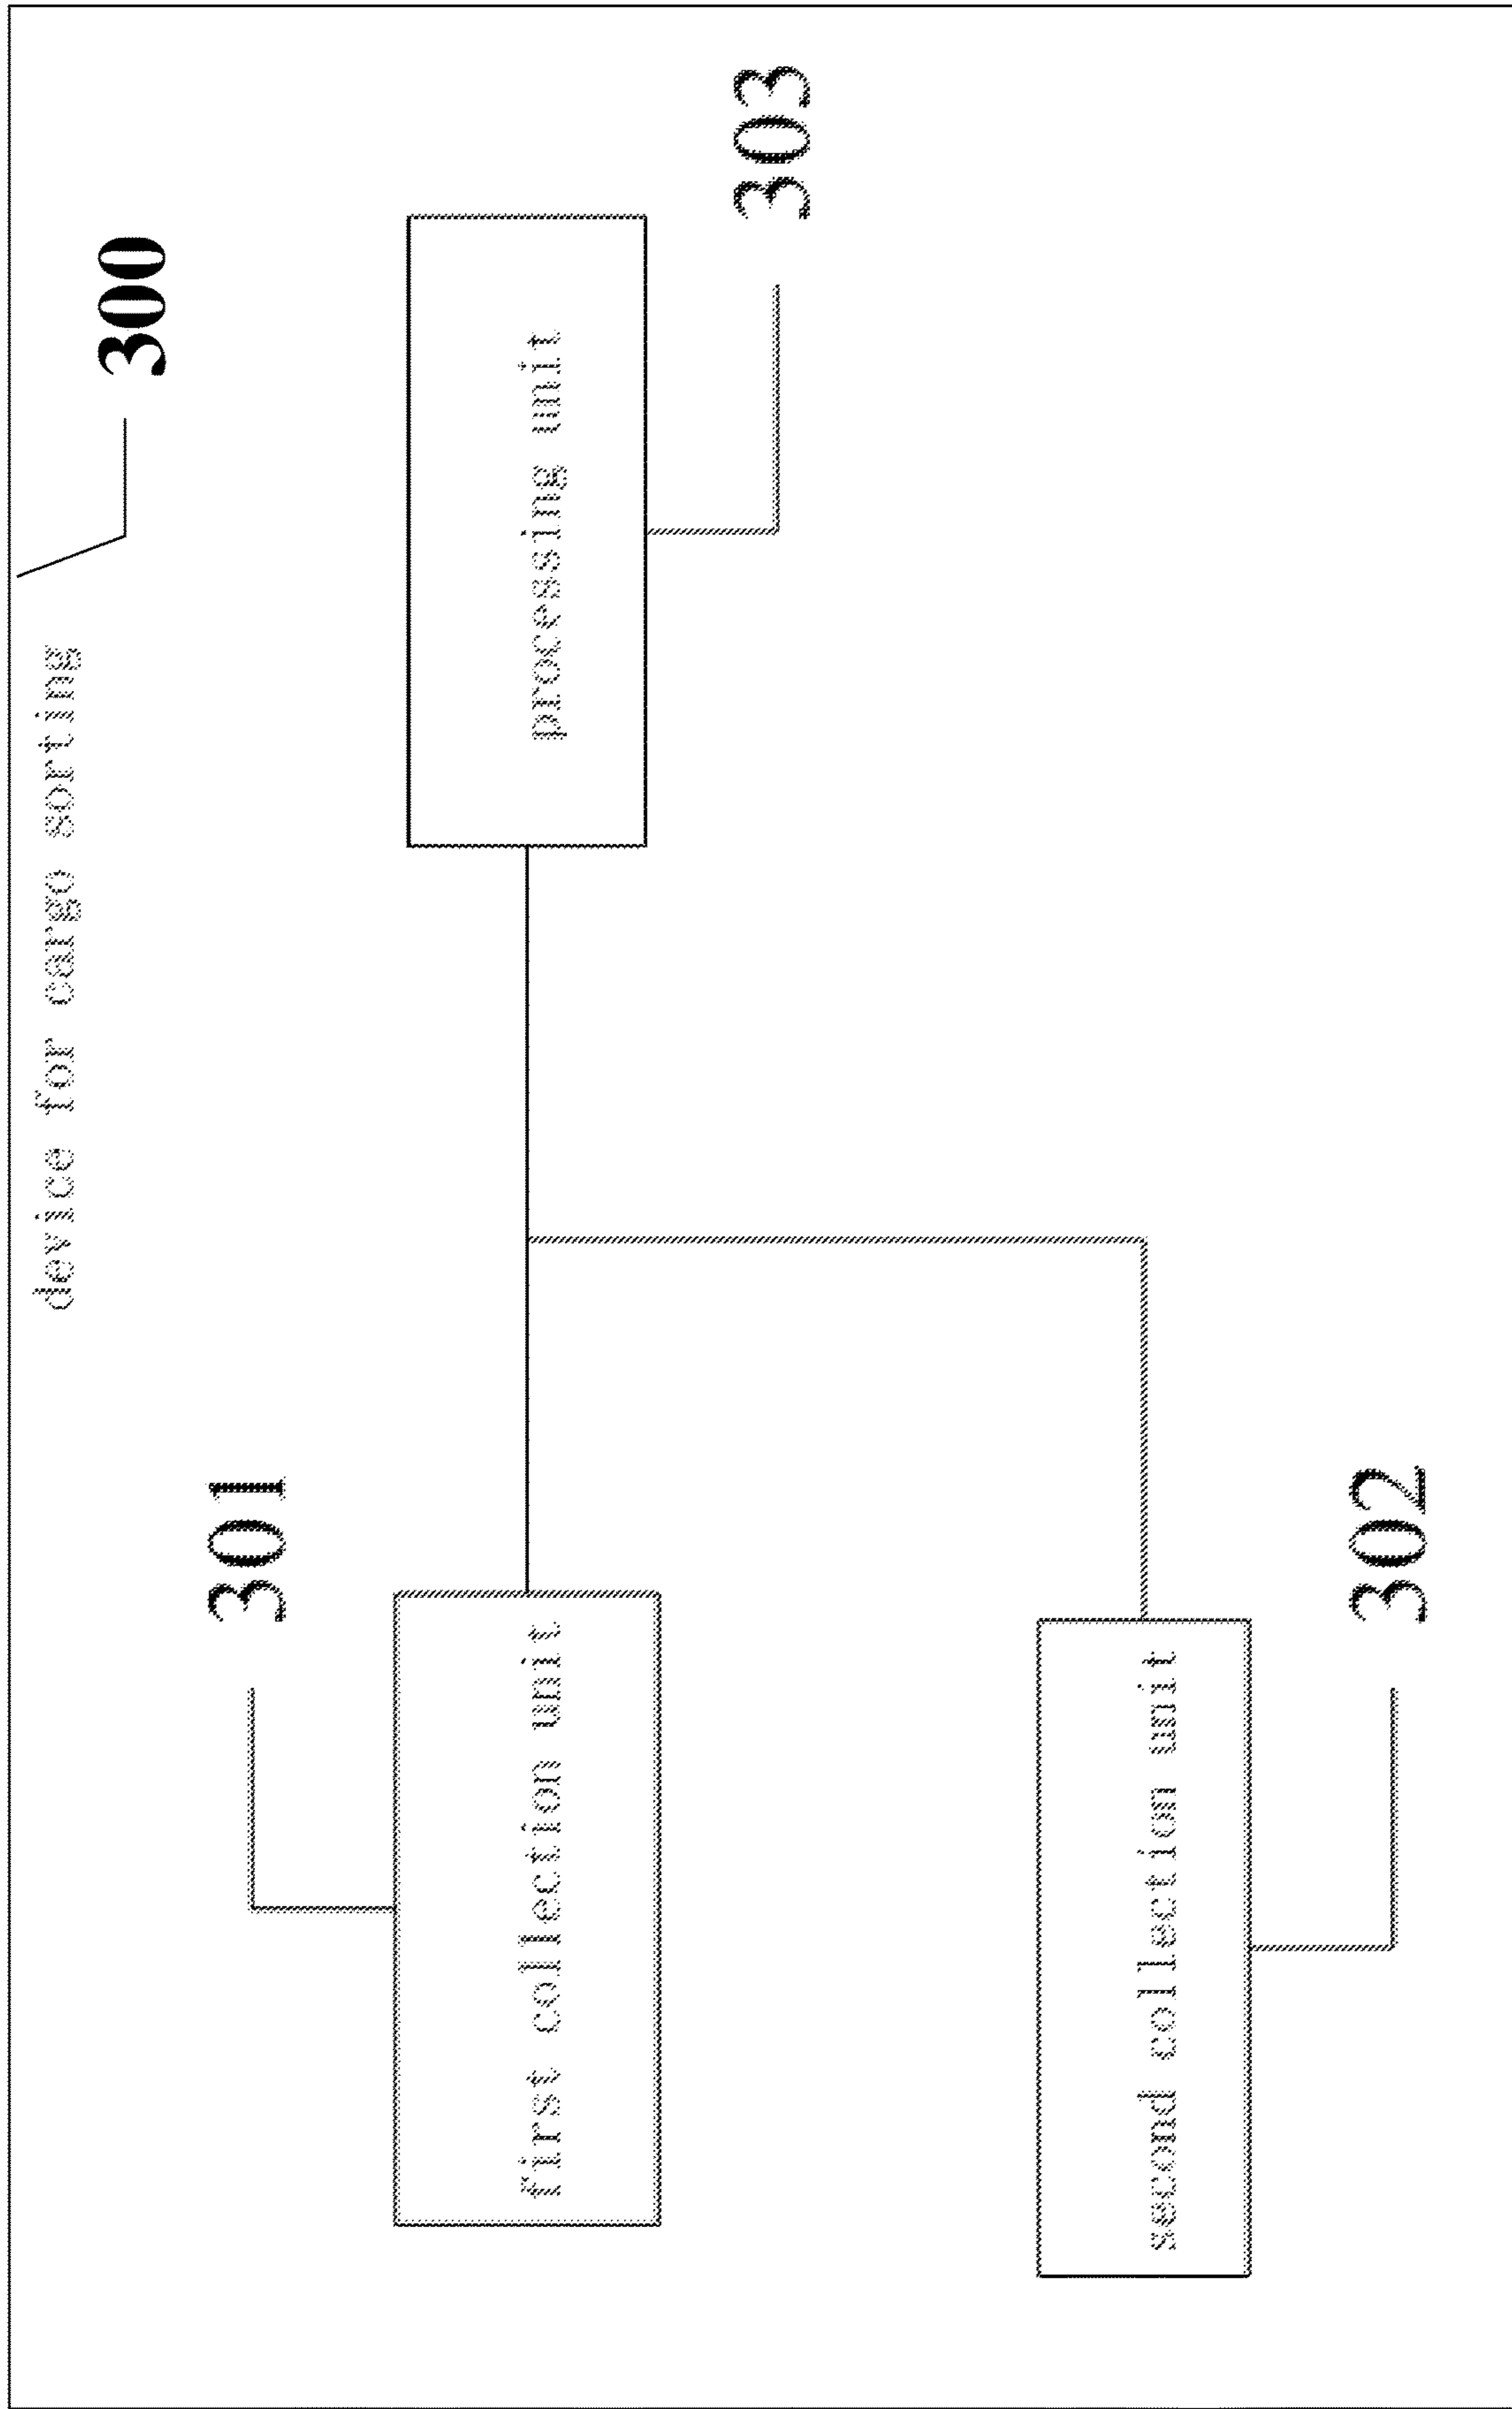 device for cargo sorting
300
301
first collection unit
processing unit
303
second collection unit
302